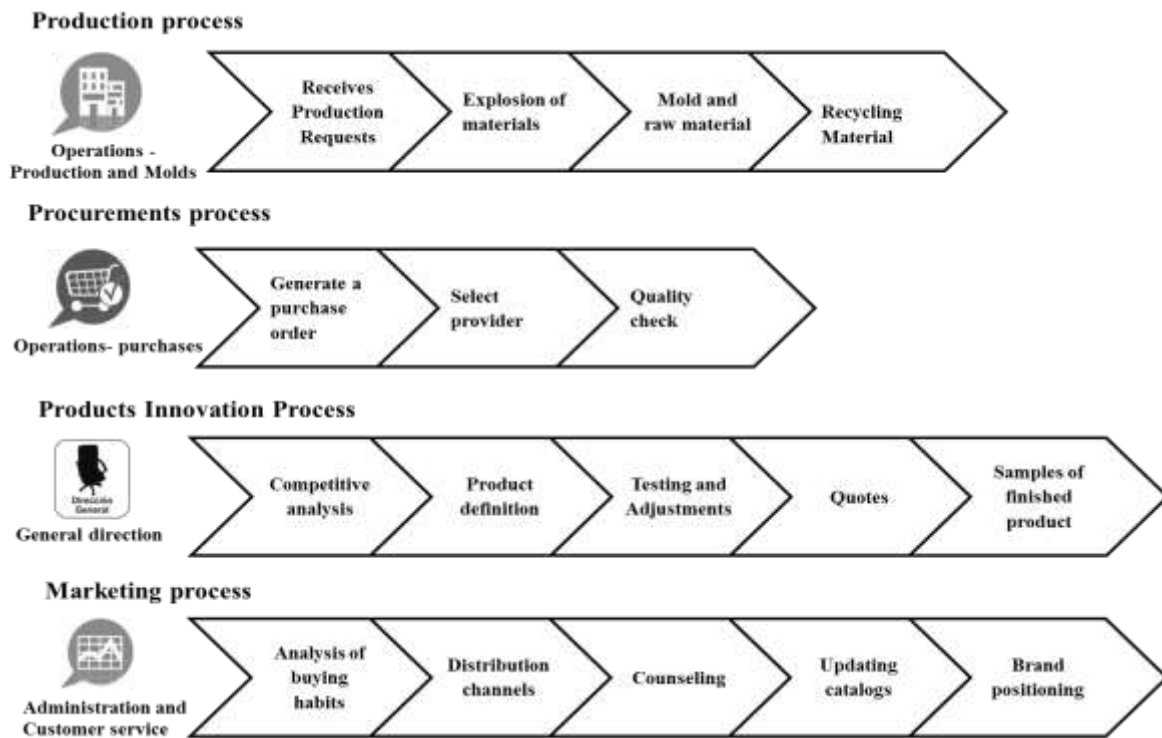 Production process
Receives
Production
Requests
Explosion of
materials
Mold and
raw material
Recycling
Material
Operations -
Production and Molds
Procurements process
Generate a
purchase
order
Select
provider
Quality
check
Operations- purchases
Products Innovation Process
Dirección
General
General direction
Competitive
analysis
Product
definition
Testing and
Adjustments
Quotes
Samples of
finished
product
Marketing process
Administration and
Customer service
Analysis of
buying
habits
Distribution
channels
Counseling
Updating
catalogs
Brand
positioning